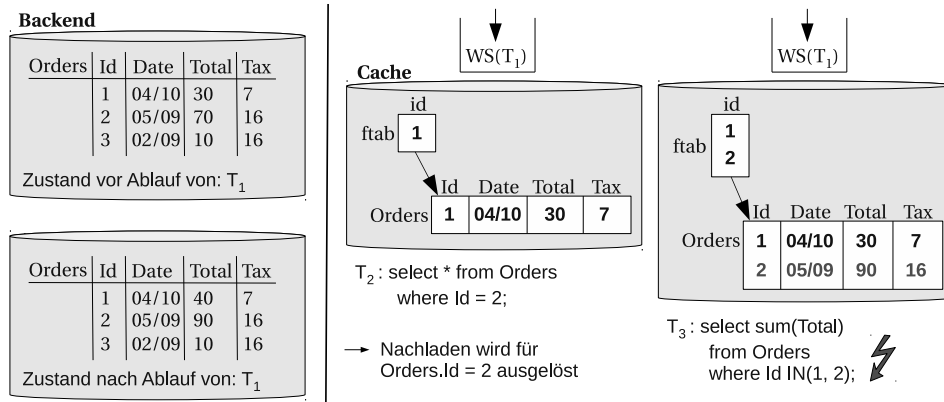 Backend
Orders Id Date Total Tax
1 04/10 30 7
2 05/09 70 16
3 02/09 10 16
Zustand vor Ablauf von: T1
Orders Id Date Total Tax
1 04/10 40 7
2 05/09 90 16
3 02/09 10 16
Zustand nach Ablauf von: T1
WS(T1)
Cache
id
ftab 1
Id Date Total Tax
Orders 1 04/10 30 7
T2 : select * from Orders
where Id = 2;
→ Nachladen wird für
Orders.Id = 2 ausgelöst
WS(T1)
id
1
ftab
2
Id Date Total Tax
Orders 1 04/10 30 7
2 05/09 90 16
T3 : select sum(Total)
from Orders
where Id IN(1, 2);